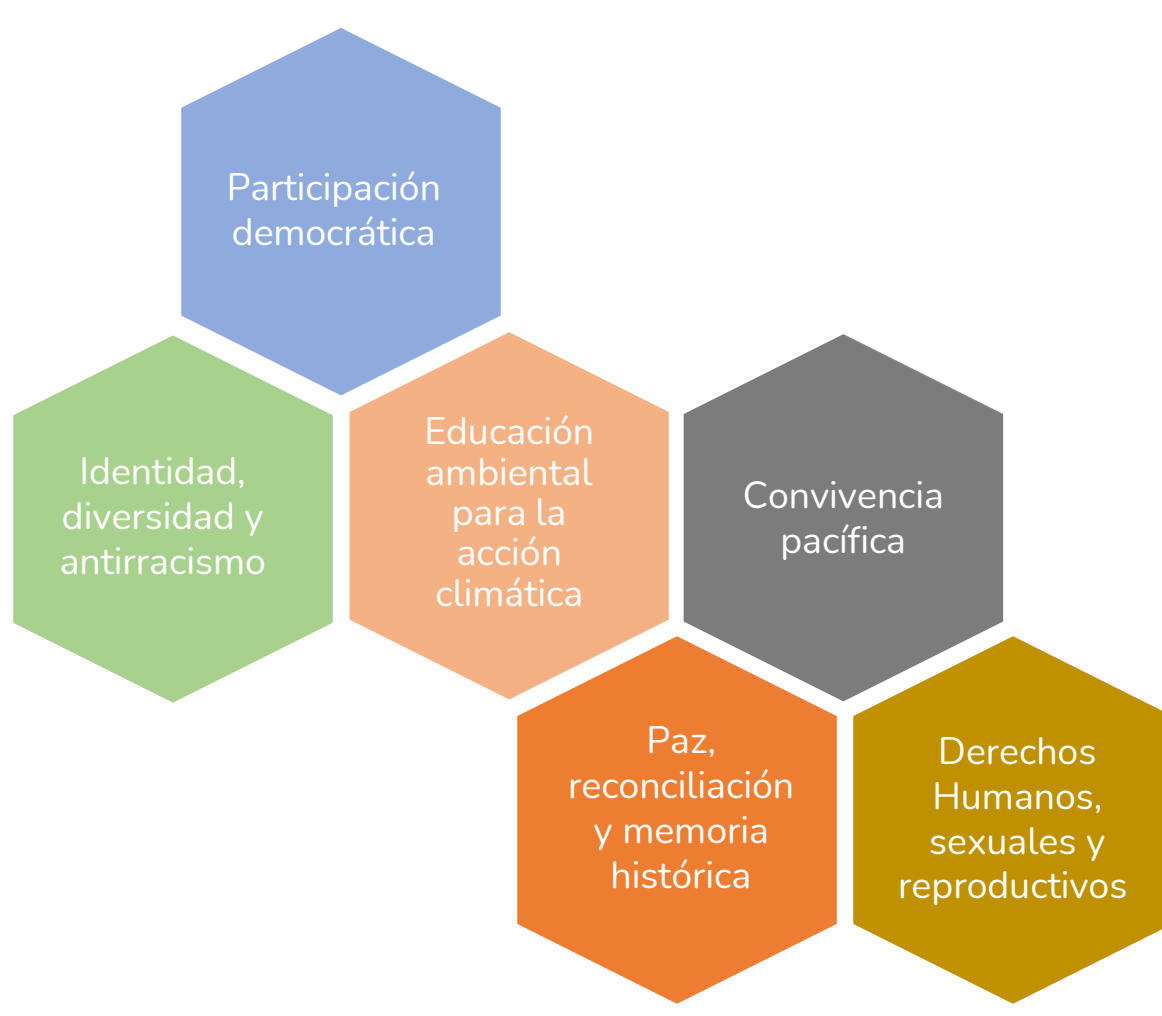 Participación
democrática
Identidad,
diversidad y
antirracismo
Educación
ambiental
para la
acción
climática
Convivencia
pacífica
Paz,
reconciliación
y memoria
histórica
Derechos
Humanos,
sexuales y
reproductivos